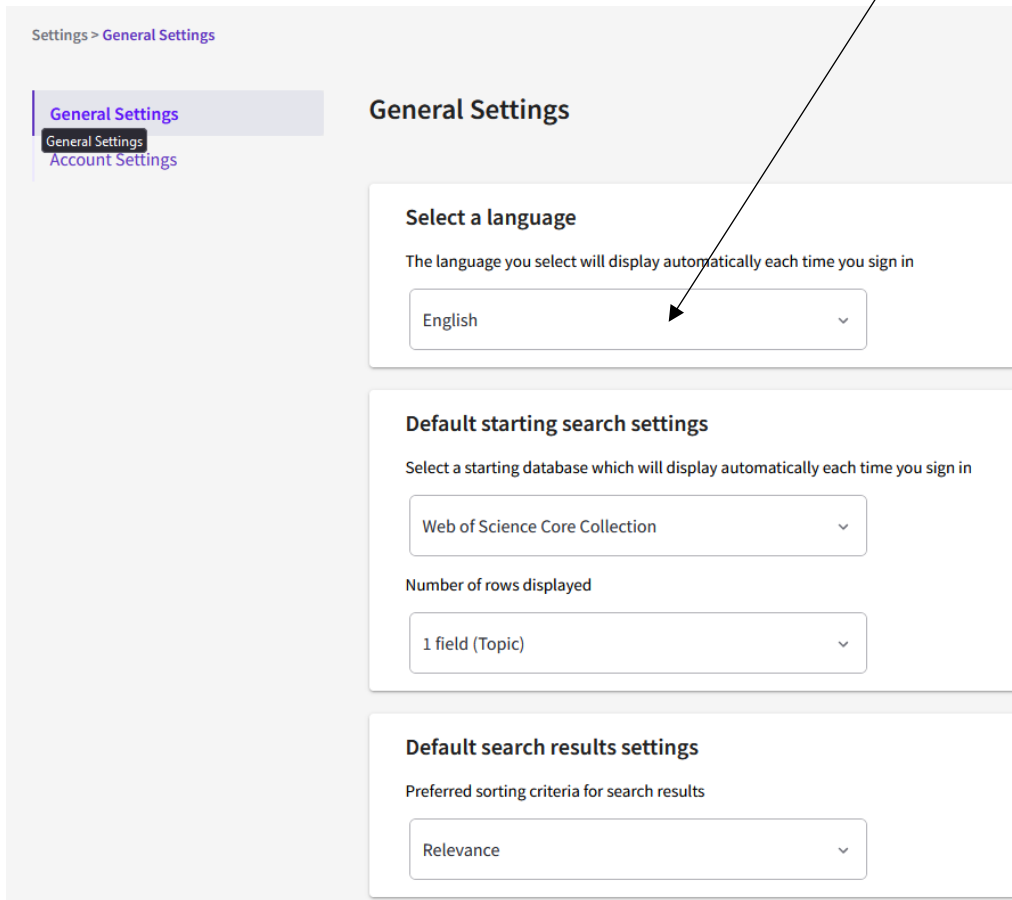 Settings > General Settings
General Settings
General Settings
Account Settings
General Settings
Select a language
The language you select will display automatically each time you sign in
English
Default starting search settings
Select a starting database which will display automatically each time you sign in
Web of Science Core Collection
Number of rows displayed
1 field (Topic)
Default search results settings
Preferred sorting criteria for search results
Relevance